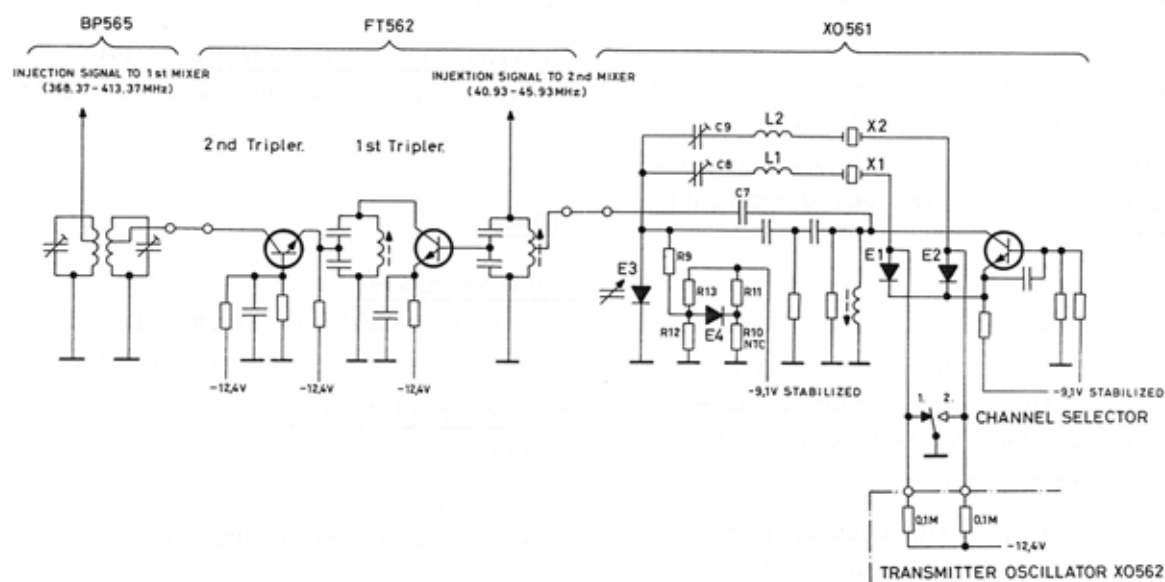 BP565
FT562
XO561
INJECTION SIGNAL TO 1st MIXER
(368,37-413,37MHz)
INJEKTION SIGNAL TO 2nd MIXER
(40,93-45,93MHz)
2nd Tripler.
1st Tripler.
C9
L2
X2
C8
L1
X1
C7
E3
R9
R13
R11
R12
E4
R10
NTC
E1
E2
-12,4V
-12,4V
-12,4V
-9,1V STABILIZED
-9,1V STABILIZED
1.
2.
CHANNEL SELECTOR
0,1M
0,1M
-12,4V
TRANSMITTER OSCILLATOR XO562